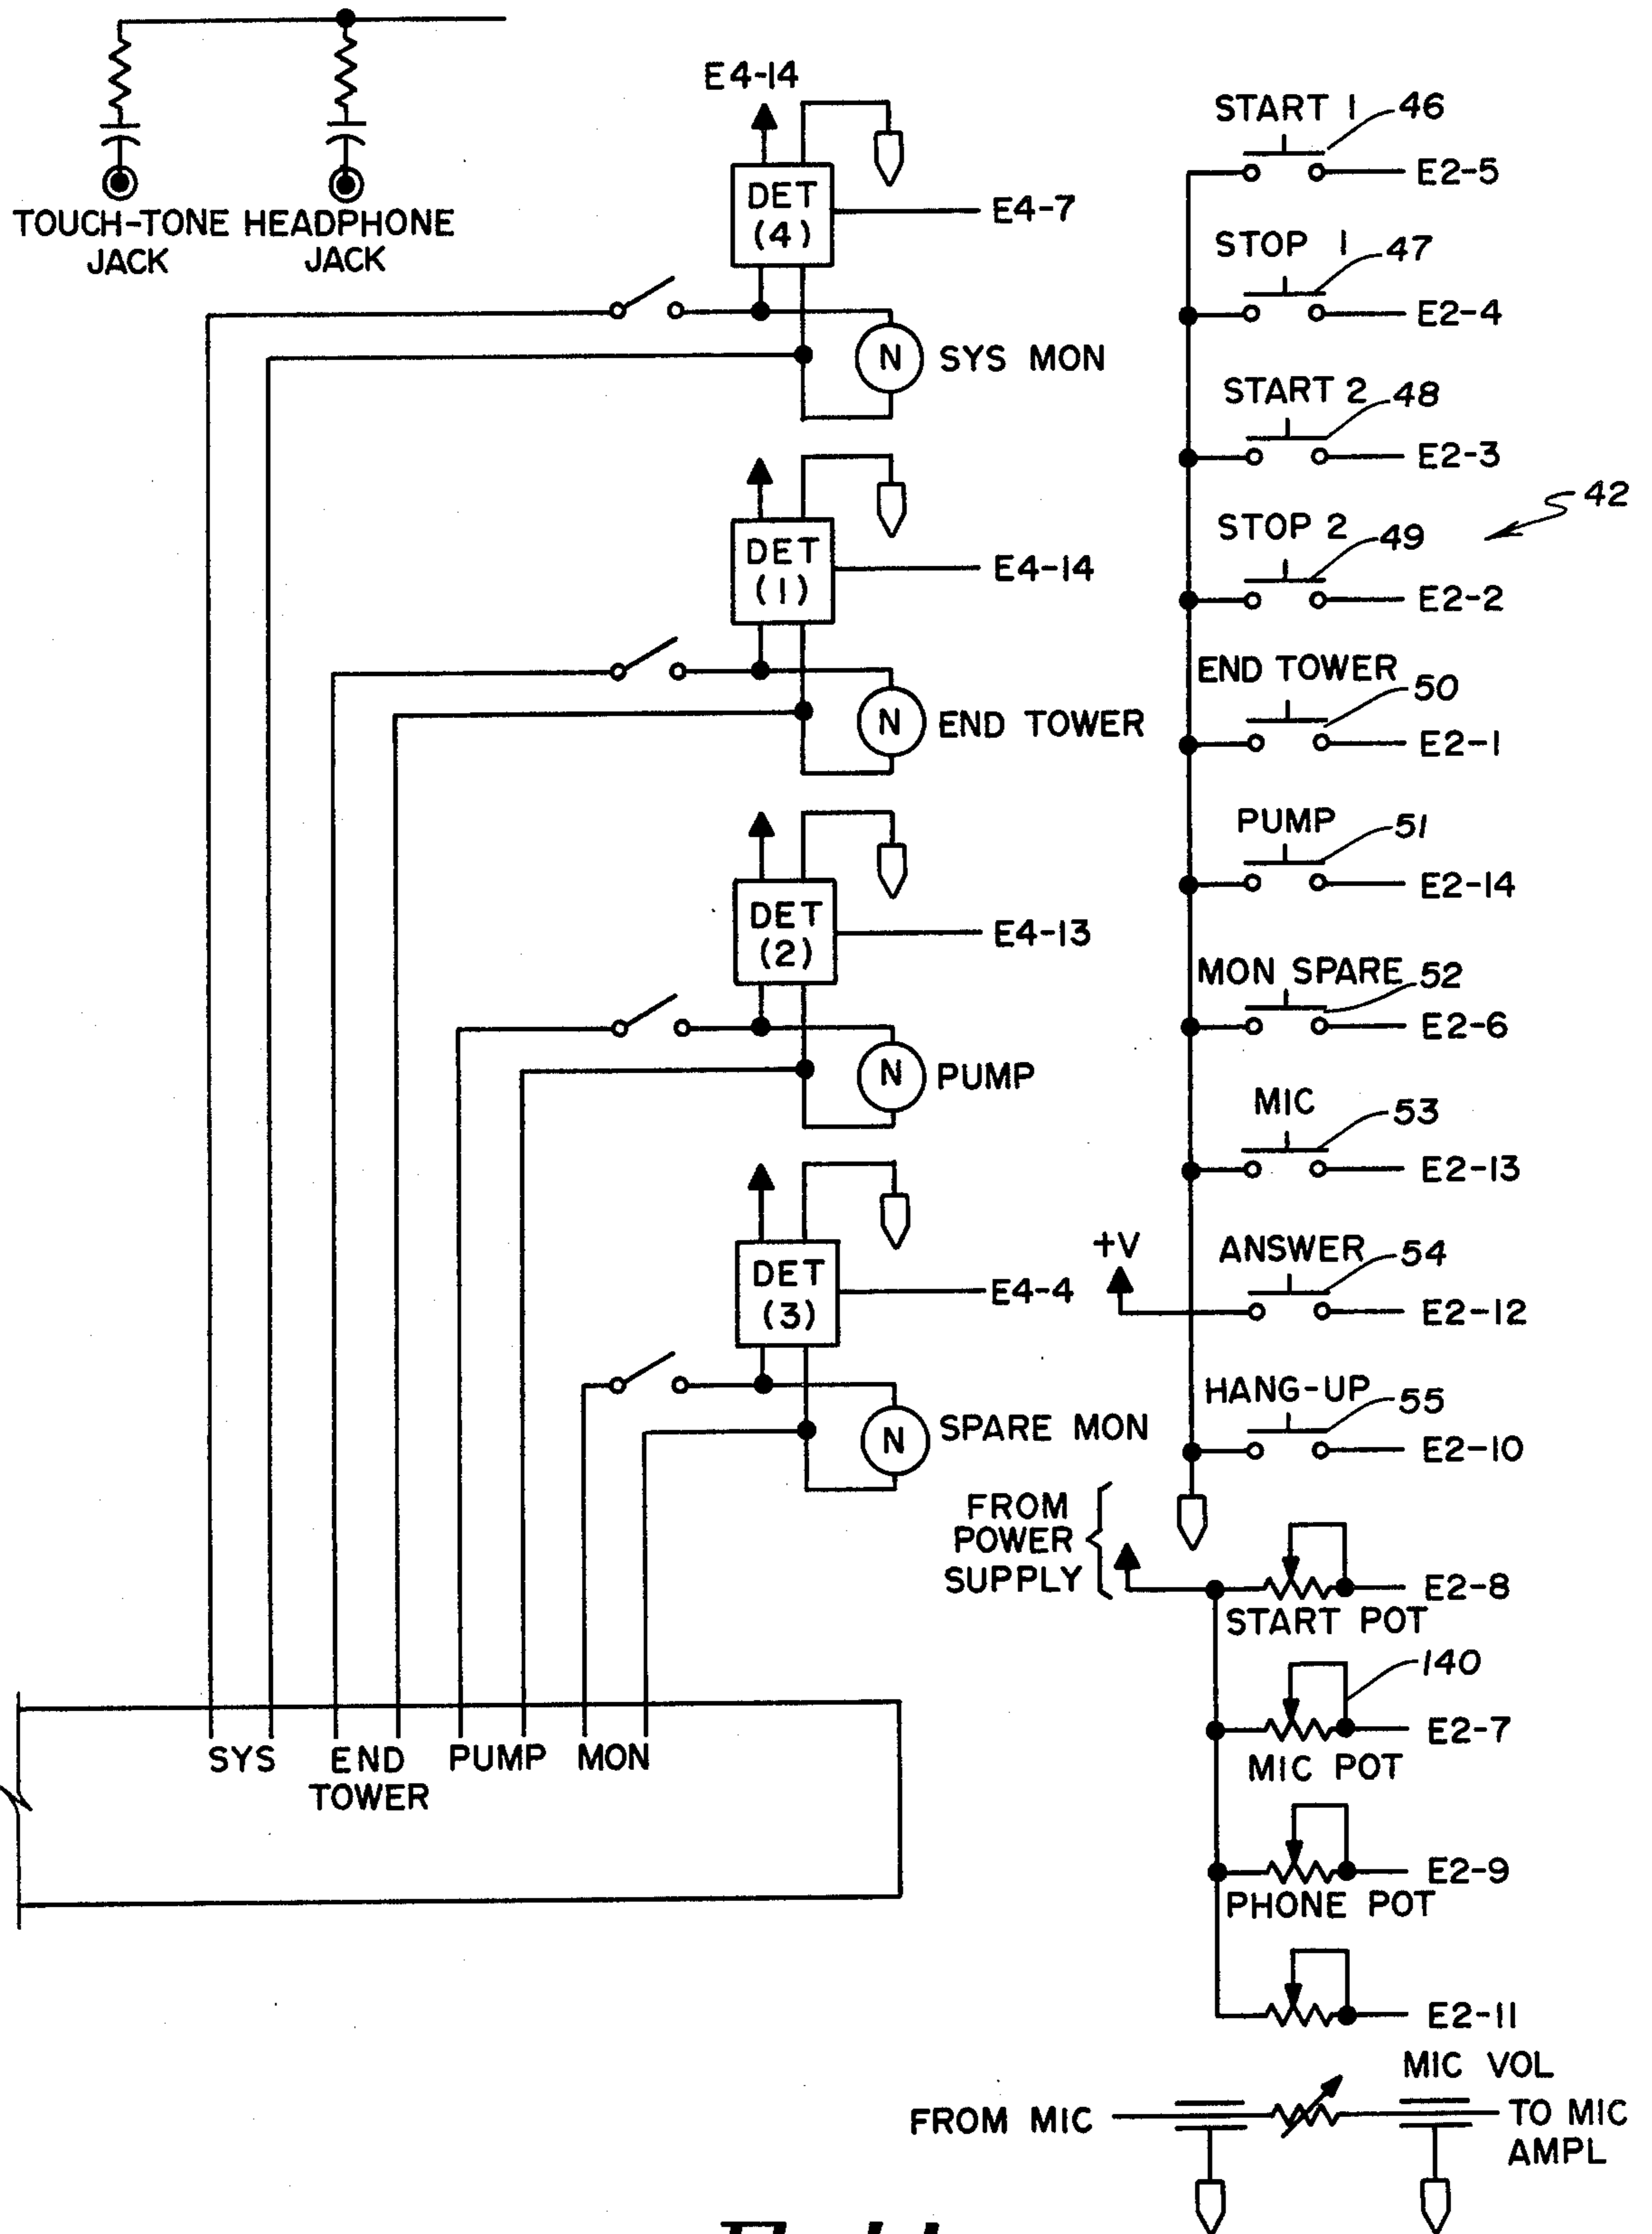 TOUCH-TONE JACK
HEADPHONE JACK
E4-14
DET
(4)
E4-7
N
SYS MON
DET
(1)
E4-14
N
END TOWER
DET
(2)
E4-13
N
PUMP
DET
(3)
E4-4
N
SPARE MON
SYS
END
TOWER
PUMP
MON
START 1
46
E2-5
STOP 1
47
E2-4
START 2
48
E2-3
42
STOP 2
49
E2-2
END TOWER
50
E2-1
PUMP
51
E2-14
MON SPARE
52
E2-6
MIC
53
E2-13
+V
ANSWER
54
E2-12
HANG-UP
55
E2-10
FROM
POWER
SUPPLY
E2-8
START POT
140
E2-7
MIC POT
E2-9
PHONE POT
E2-11
MIC VOL
FROM MIC
TO MIC
AMPL